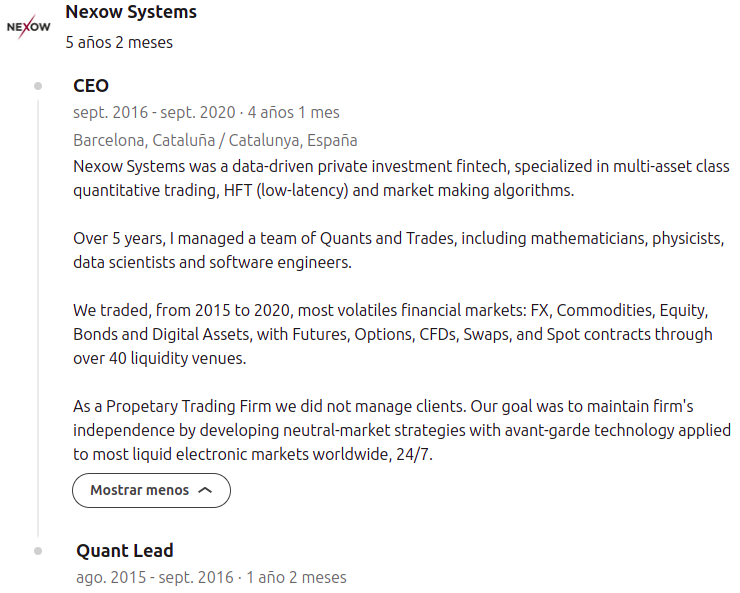 Nexow Systems
NEXOW
5 años 2 meses
CEO
sept. 2016 - sept. 2020 · 4 años 1 mes
Barcelona, Cataluña / Catalunya, España
Nexow Systems was a data-driven private investment fintech, specialized in multi-asset class
quantitative trading, HFT (low-latency) and market making algorithms.
Over 5 years, I managed a team of Quants and Trades, including mathematicians, physicists,
data scientists and software engineers.
We traded, from 2015 to 2020, most volatiles financial markets: FX, Commodities, Equity,
Bonds and Digital Assets, with Futures, Options, CFDs, Swaps, and Spot contracts through
over 40 liquidity venues.
As a Propetary Trading Firm we did not manage clients. Our goal was to maintain firm's
independence by developing neutral-market strategies with avant-garde technology applied
to most liquid electronic markets worldwide, 24/7.
Mostrar menos
Quant Lead
ago. 2015 - sept. 2016 · 1 año 2 meses